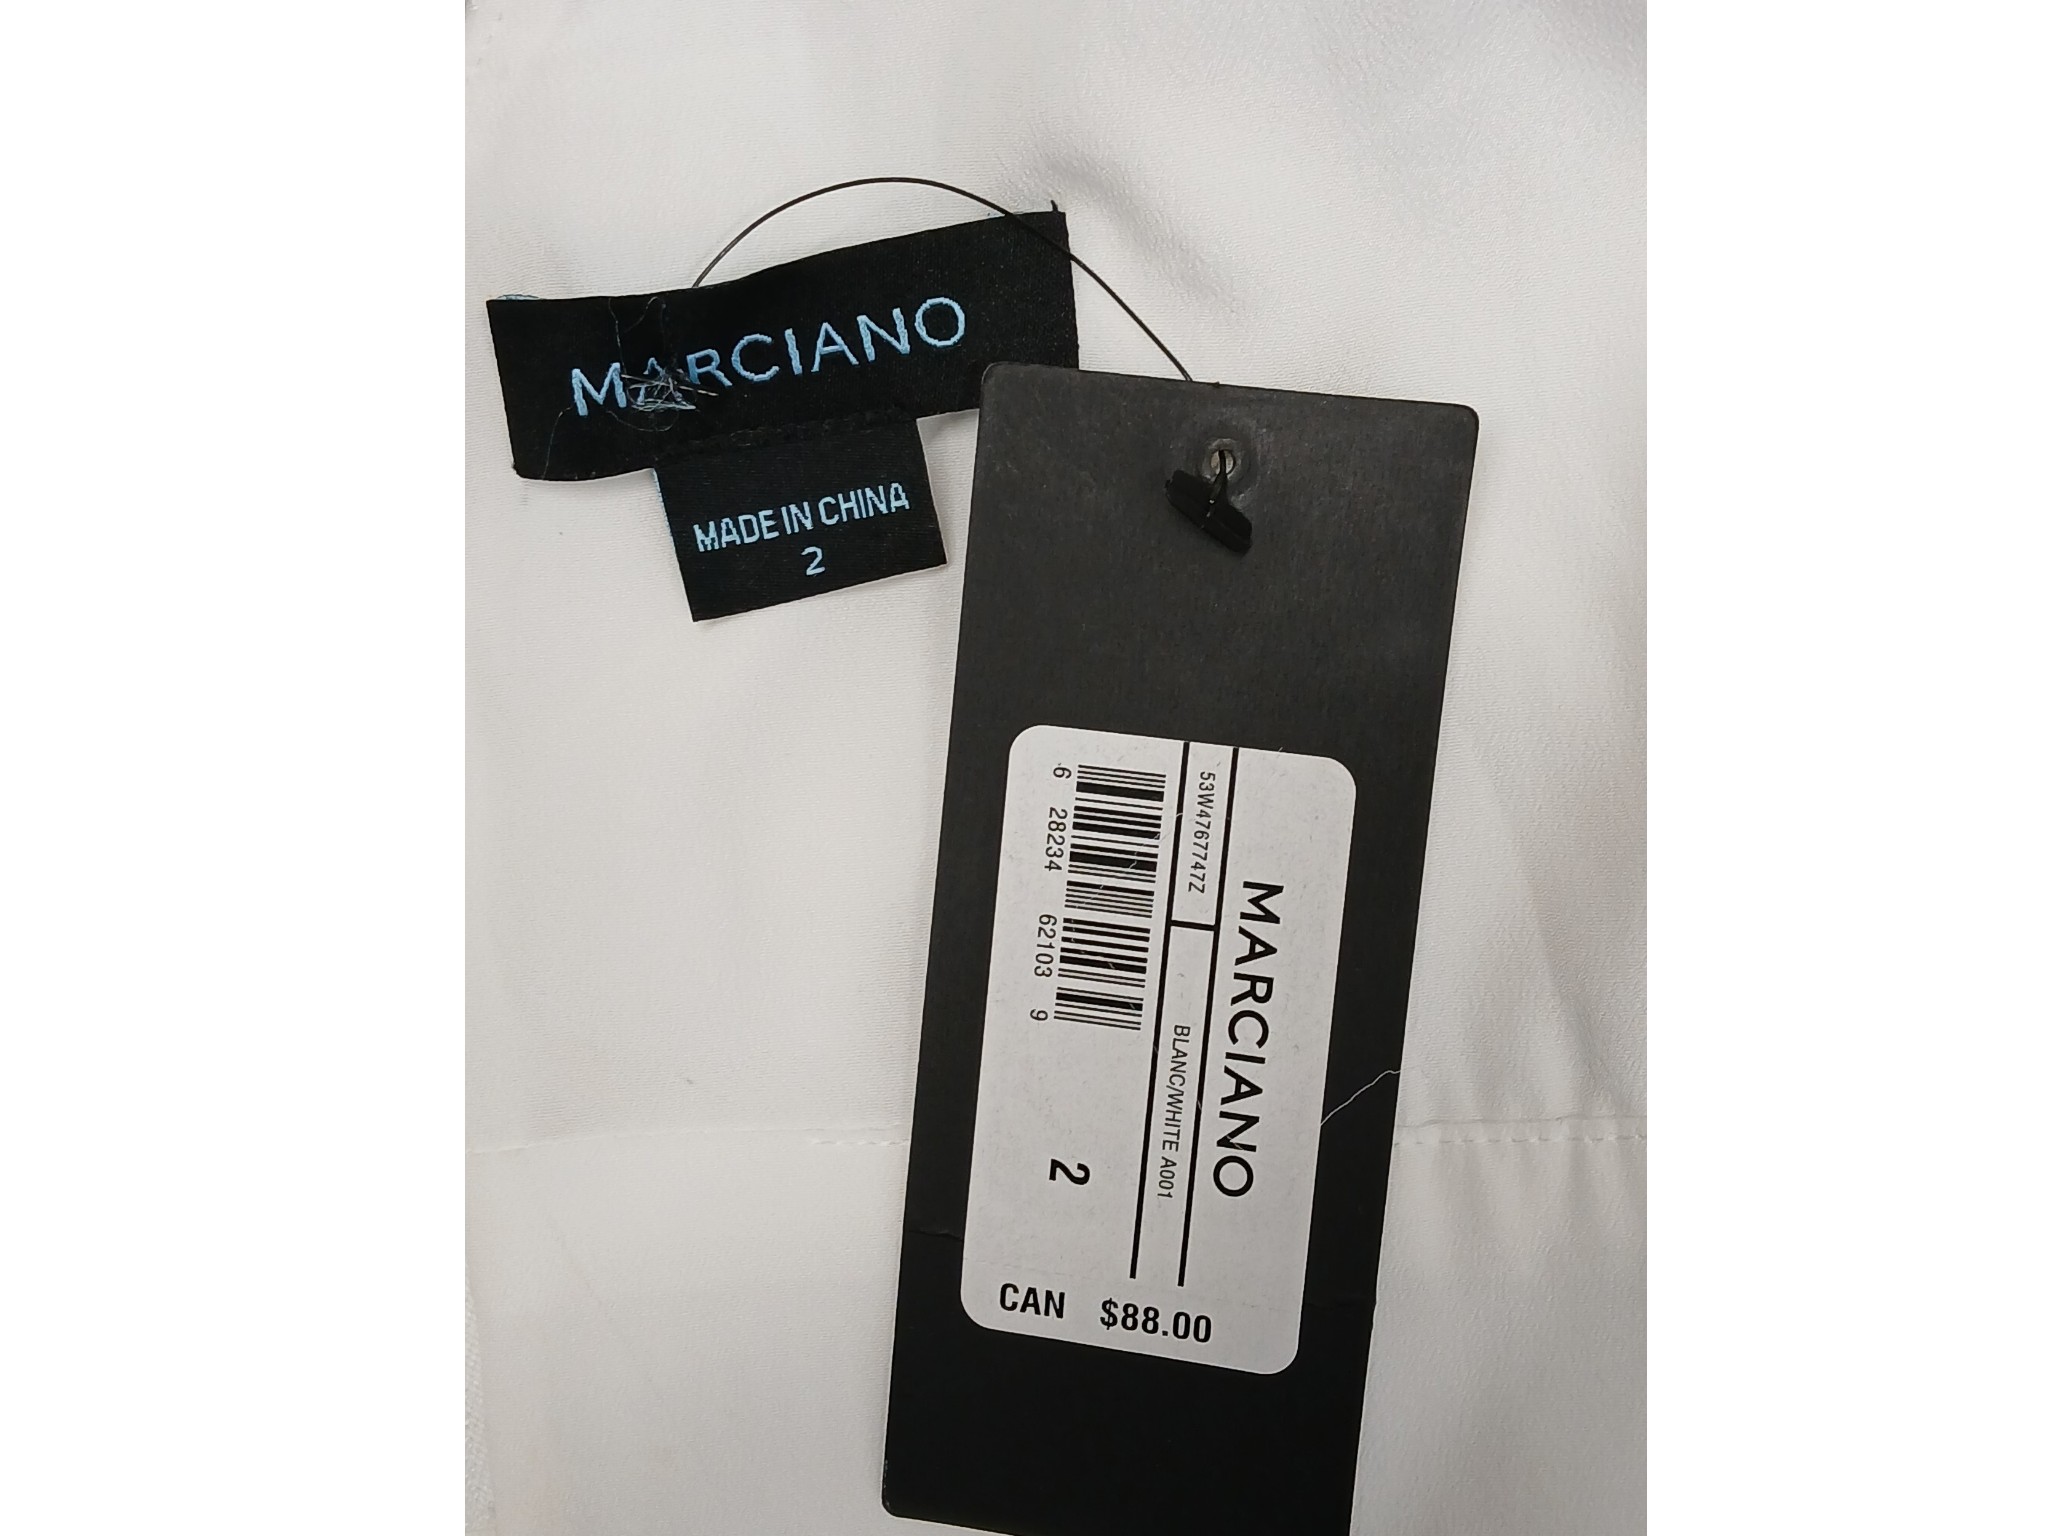 MARCIANO
MADE IN CHINA
2
MARCIANO
53W4767747Z
BLANC/WHITE A001
6 28234 62103 9
2
CAN $88.00